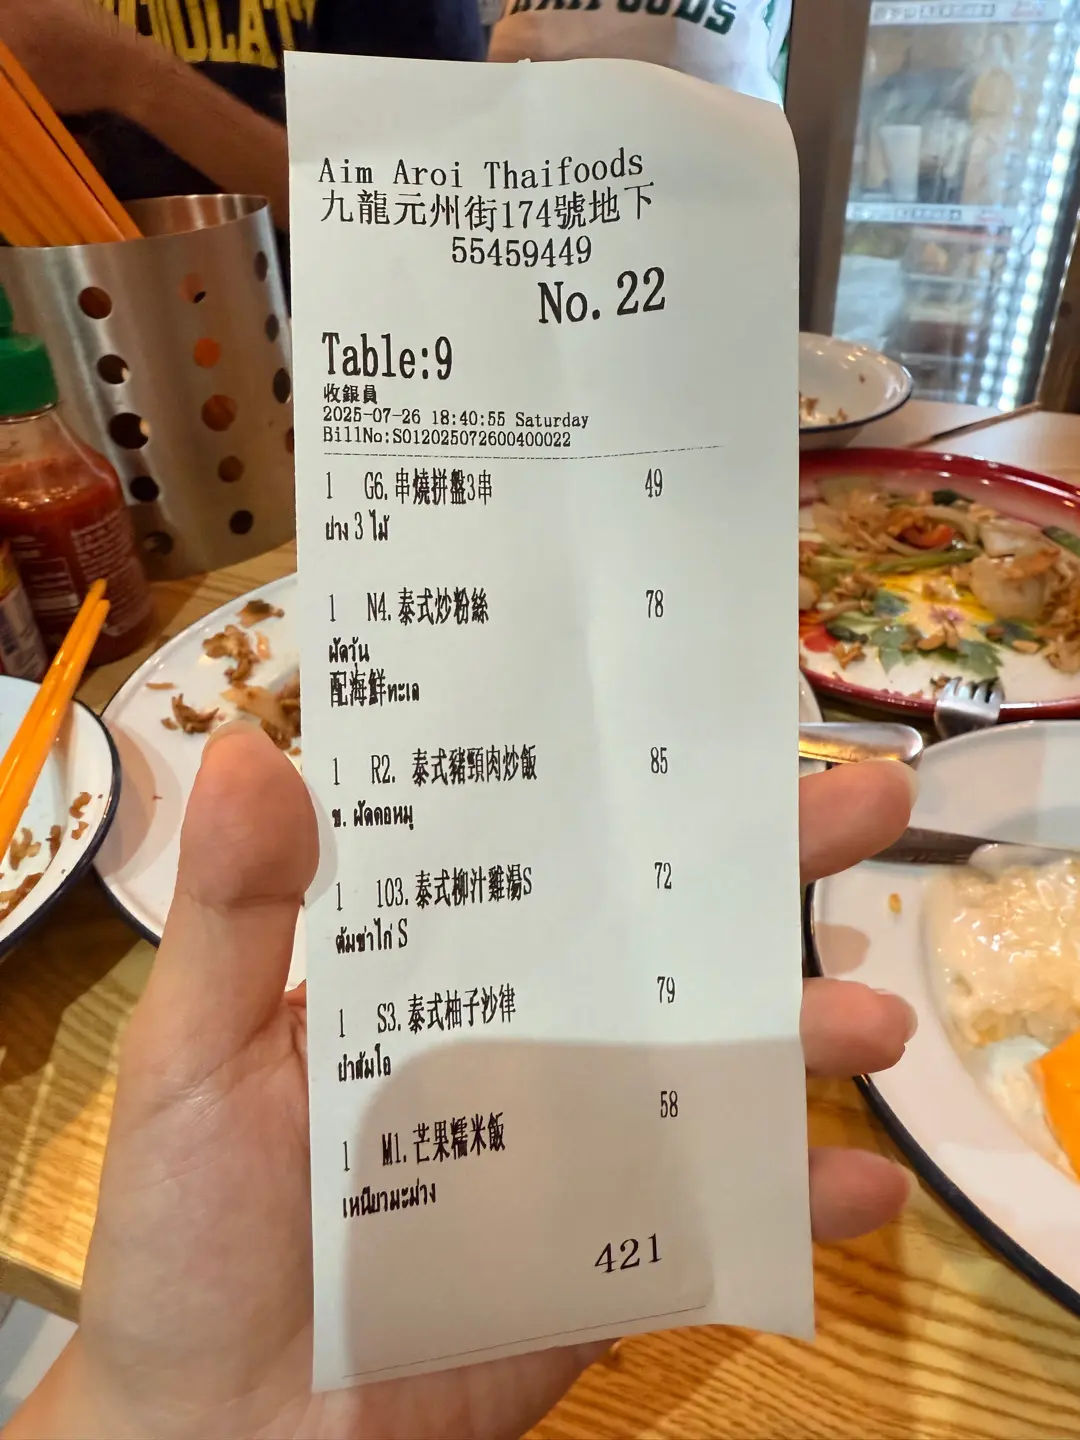 Aim Aroi Thaifoods
九龍元州街174號地下
55459449
No. 22
Table:9
收銀員
2025-07-26 18:40:55 Saturday
BillNo:S012025072600400022
1 G6. 串燒拼盤3串 49
ย่าง 3 ไม้
1 N4. 泰式炒粉絲 78
ผัดวุ้น
配海鮮ทะเล
1 R2. 泰式豬頸肉炒飯 85
ข. ผัดคอหมู
1 103. 泰式椰汁雞湯S 72
ต้มข่าไก่ S
1 S3. 泰式柚子沙律 79
ยำส้มโอ
1 M1. 芒果糯米飯 58
เหนียวมะม่วง
421